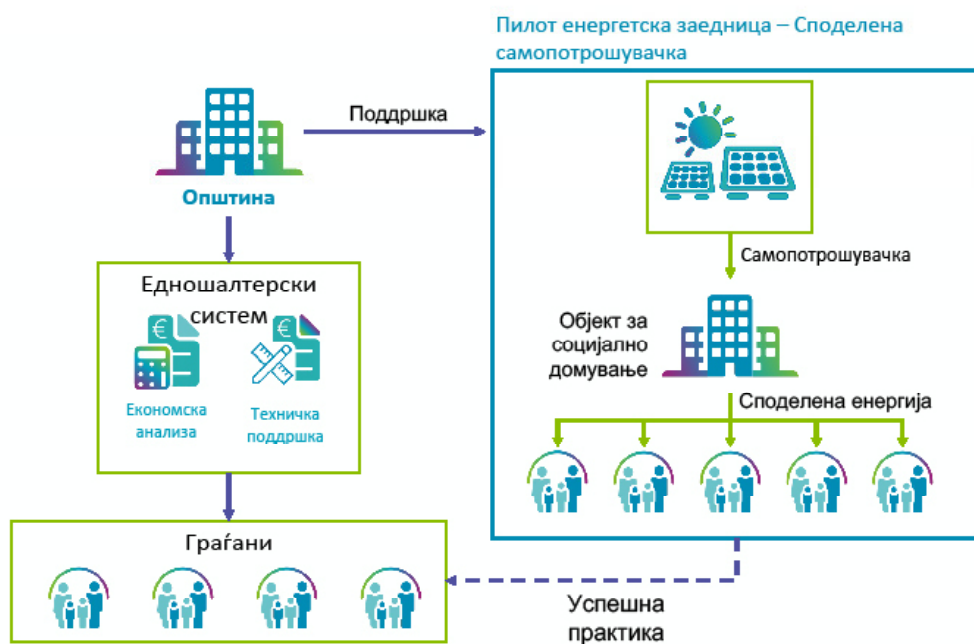 Пилот енергетска заедница – Споделена
самопотрошувачка
Поддршка
Општина
Самопотрошувачка
Едношалтерски
систем
Објект за
социјално
домување
Економска
анализа
Техничка
поддршка
Споделена енергија
Граѓани
Успешна
практика